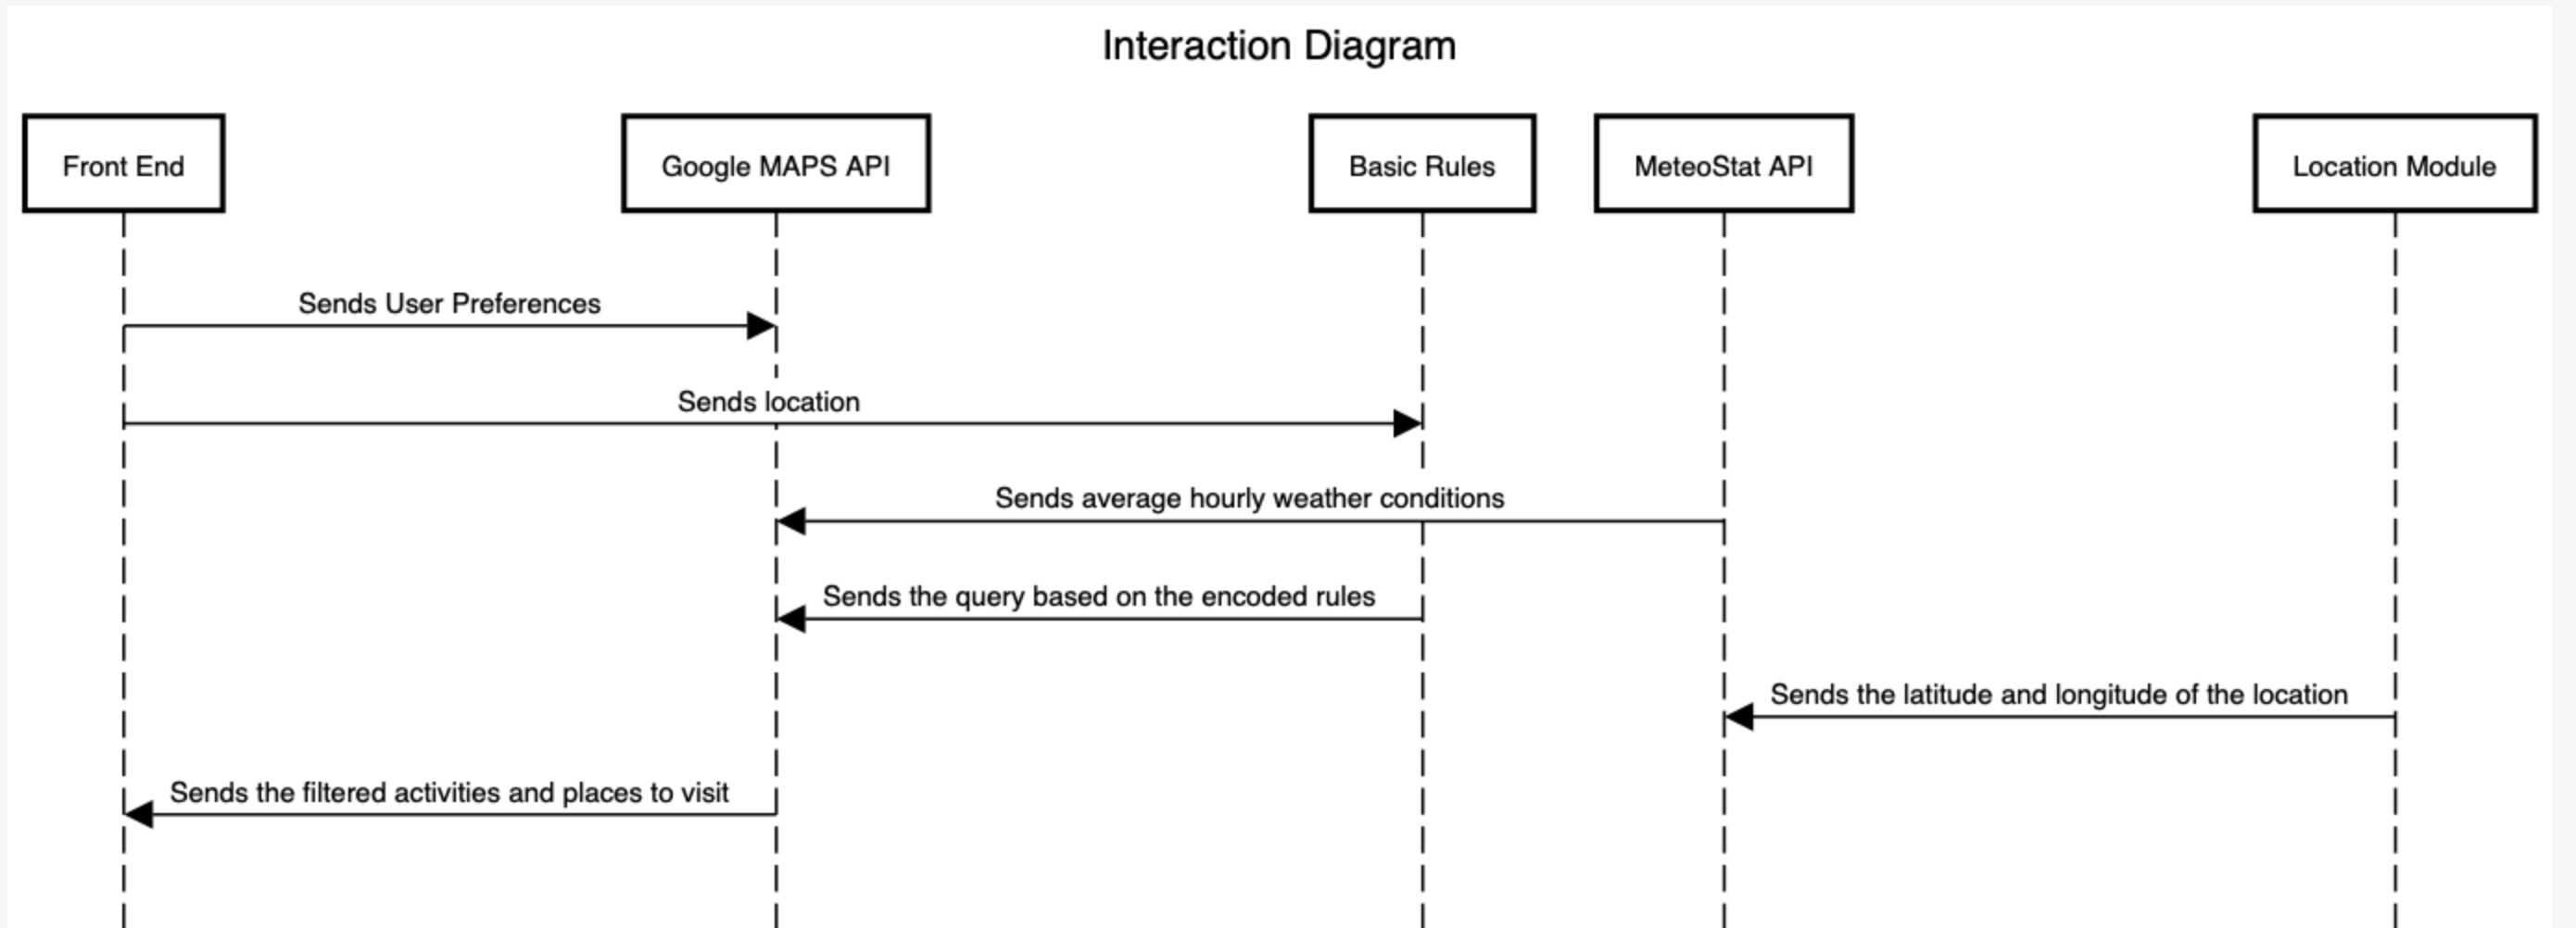 Interaction Diagram
Front End
Google MAPS API
Basic Rules
MeteoStat API
Location Module
Sends User Preferences
Sends location
Sends average hourly weather conditions
Sends the query based on the encoded rules
Sends the latitude and longitude of the location
Sends the filtered activities and places to visit